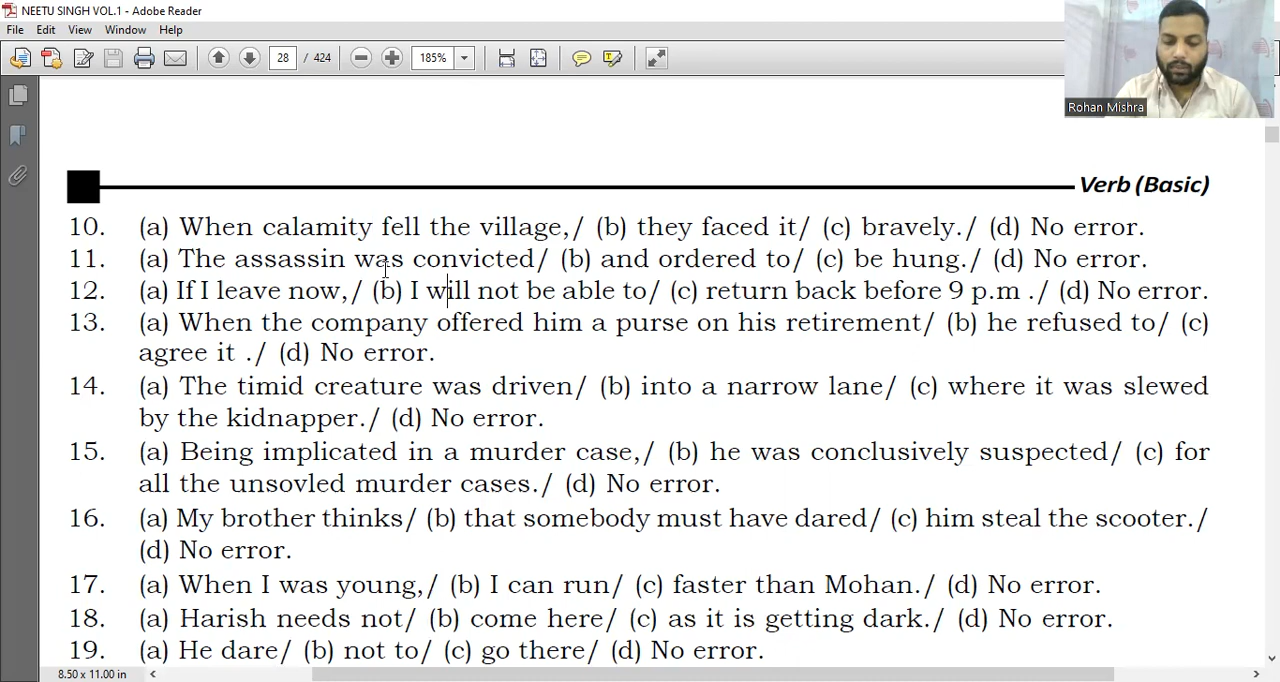 NEETU SINGH VOL.1 - Adobe Reader
File Edit View Window Help
28 / 424 185%
Rohan Mishra
Verb (Basic)
10. (a) When calamity fell the village,/ (b) they faced it/ (c) bravely./ (d) No error.
11. (a) The assassin was convicted/ (b) and ordered to/ (c) be hung./ (d) No error.
12. (a) If I leave now,/ (b) I will not be able to/ (c) return back before 9 p.m ./ (d) No error.
13. (a) When the company offered him a purse on his retirement/ (b) he refused to/ (c)
agree it ./ (d) No error.
14. (a) The timid creature was driven/ (b) into a narrow lane/ (c) where it was slewed
by the kidnapper./ (d) No error.
15. (a) Being implicated in a murder case,/ (b) he was conclusively suspected/ (c) for
all the unsovled murder cases./ (d) No error.
16. (a) My brother thinks/ (b) that somebody must have dared/ (c) him steal the scooter./
(d) No error.
17. (a) When I was young,/ (b) I can run/ (c) faster than Mohan./ (d) No error.
18. (a) Harish needs not/ (b) come here/ (c) as it is getting dark./ (d) No error.
19. (a) He dare/ (b) not to/ (c) go there/ (d) No error.
8.50 x 11.00 in